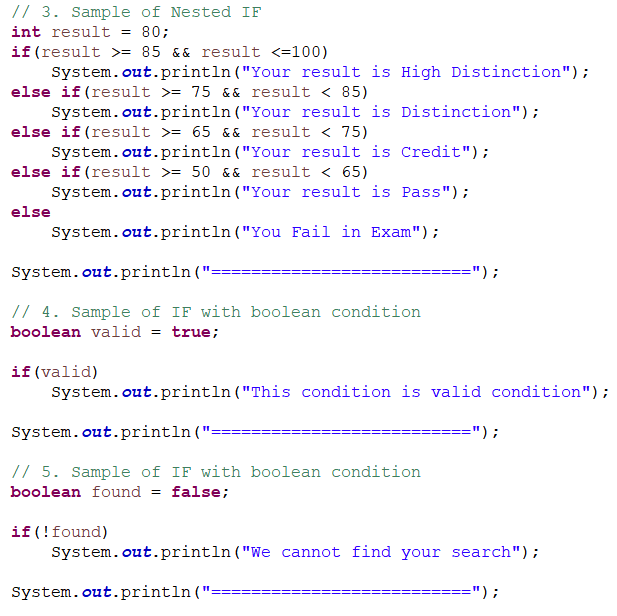 // 3. Sample of Nested IF
int result = 80;
if(result >= 85 && result <=100)
    System.out.println("Your result is High Distinction");
else if(result >= 75 && result < 85)
    System.out.println("Your result is Distinction");
else if(result >= 65 && result < 75)
    System.out.println("Your result is Credit");
else if(result >= 50 && result < 65)
    System.out.println("Your result is Pass");
else
    System.out.println("You Fail in Exam");

System.out.println("==========================");

// 4. Sample of IF with boolean condition
boolean valid = true;

if(valid)
    System.out.println("This condition is valid condition");

System.out.println("==========================");

// 5. Sample of IF with boolean condition
boolean found = false;

if(!found)
    System.out.println("We cannot find your search");

System.out.println("==========================");